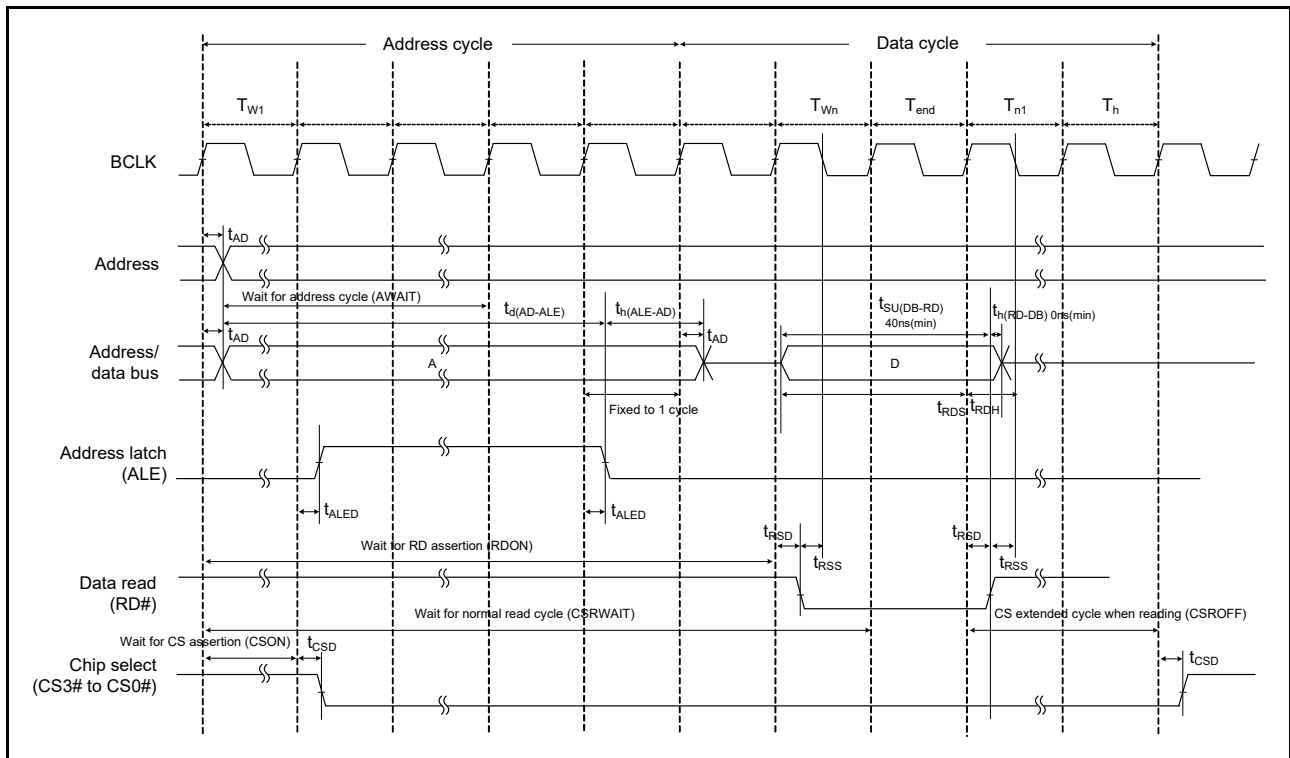 Address cycle
Data cycle
TW1
TWn
Tend
Tn1
Th
BCLK
tAD
Address
Wait for address cycle (AWAIT)
td(AD-ALE)
th(ALE-AD)
tSU(DB-RD)
40ns(min)
th(RD-DB) 0ns(min)
tAD
tAD
Address/
data bus
A
D
Fixed to 1 cycle
tRDS
tRDH
Address latch
(ALE)
tALED
tALED
tRSD
tRSD
Wait for RD assertion (RDON)
tRSS
tRSS
Data read
(RD#)
Wait for normal read cycle (CSRWAIT)
CS extended cycle when reading (CSROFF)
Wait for CS assertion (CSON)
tCSD
tCSD
Chip select
(CS3# to CS0#)